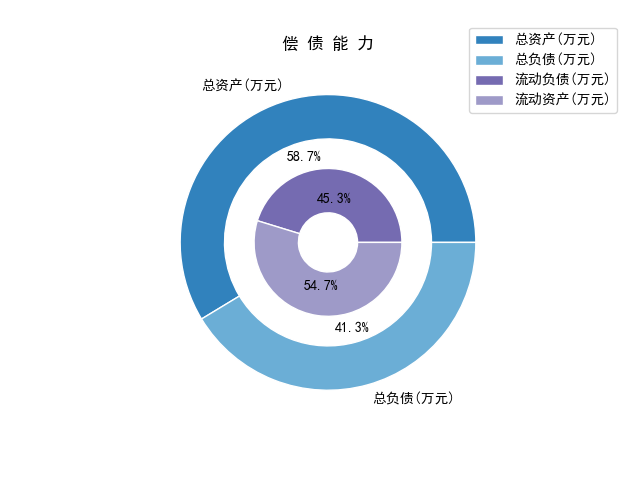 偿 债 能 力
总资产(万元)
总负债(万元)
流动负债(万元)
流动资产(万元)
总资产(万元)
58.7%
45.3%
54.7%
41.3%
总负债(万元)